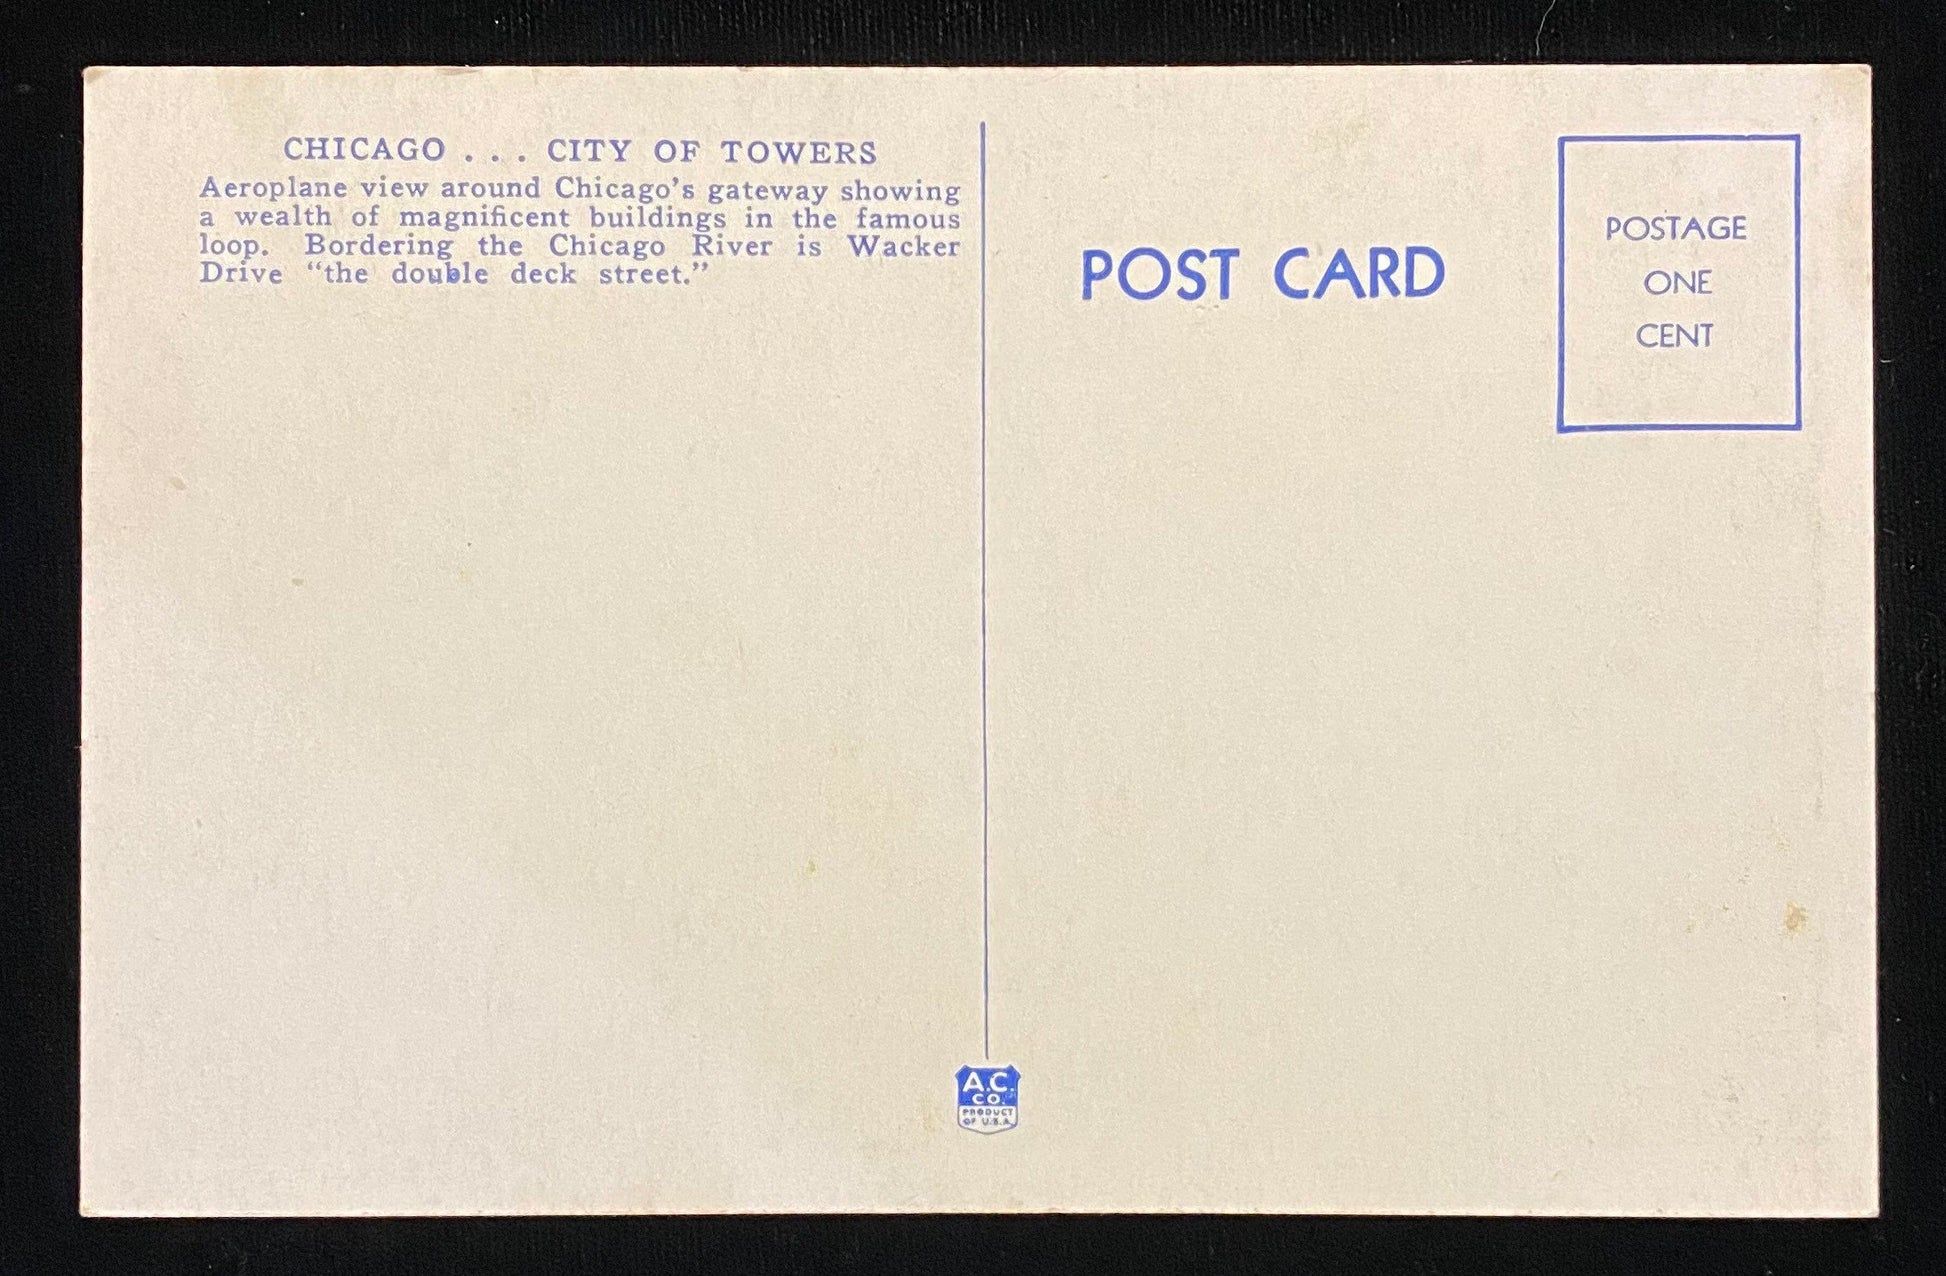 CHICAGO . . . CITY OF TOWERS
Aeroplane view around Chicago's gateway showing
a wealth of magnificent buildings in the famous
loop. Bordering the Chicago River is Wacker
Drive “the double deck street.”
POST CARD
POSTAGE
ONE
CENT
A.C.
CO.
PRODUCT
OF U.S.A.